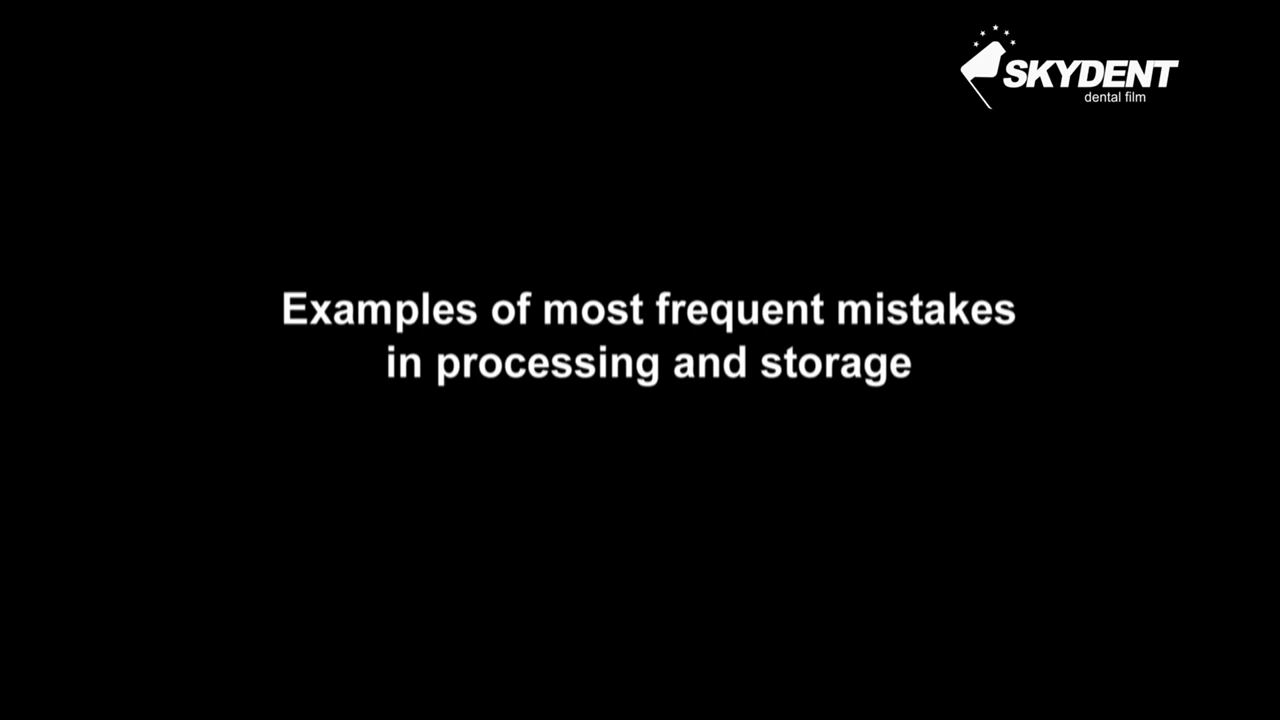 SKYDENT
dental film
Examples of most frequent mistakes
in processing and storage